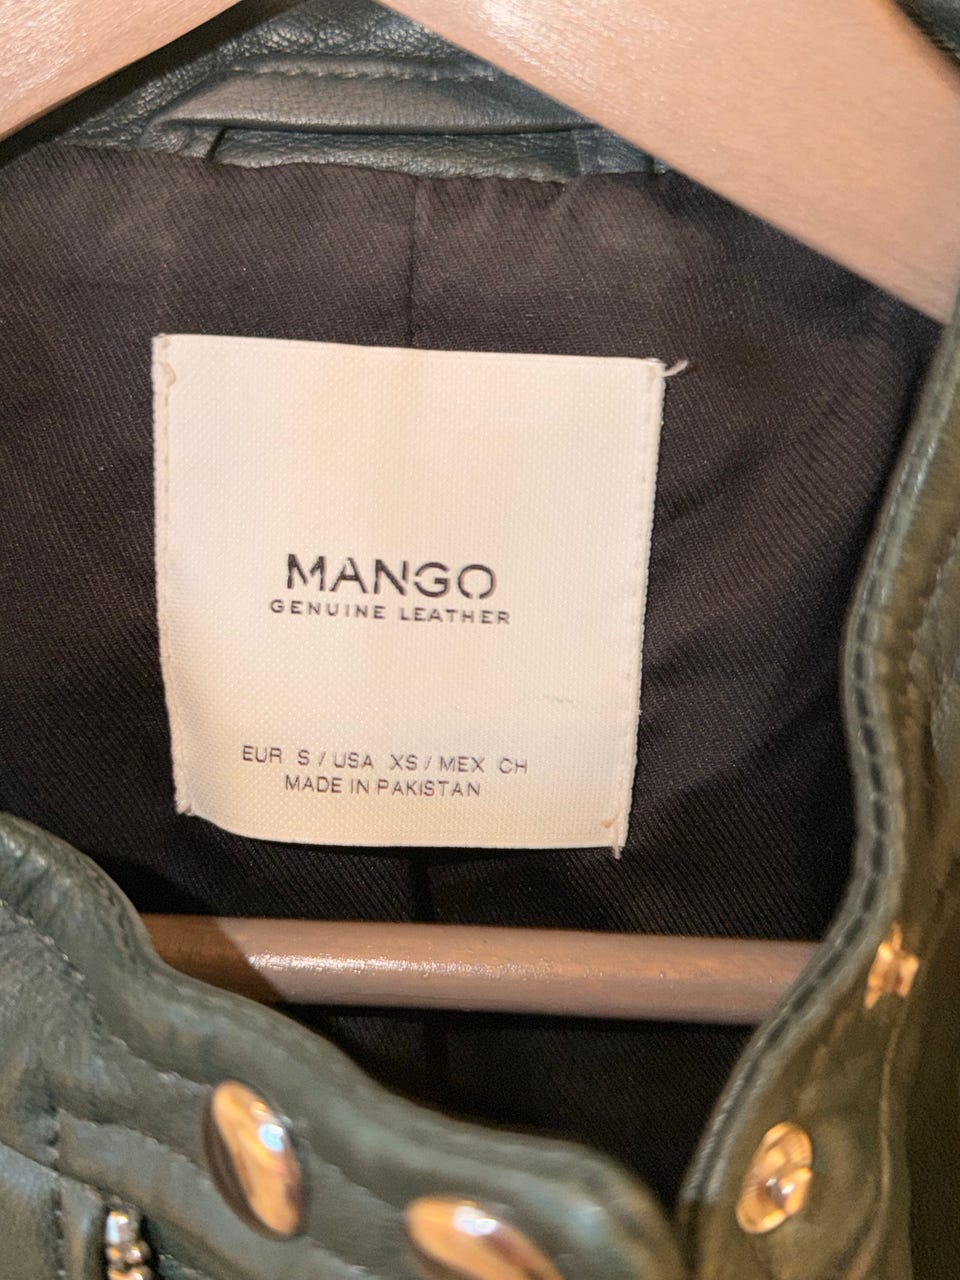 MANGO
GENUINE LEATHER
EUR S / USA XS / MEX CH
MADE IN PAKISTAN